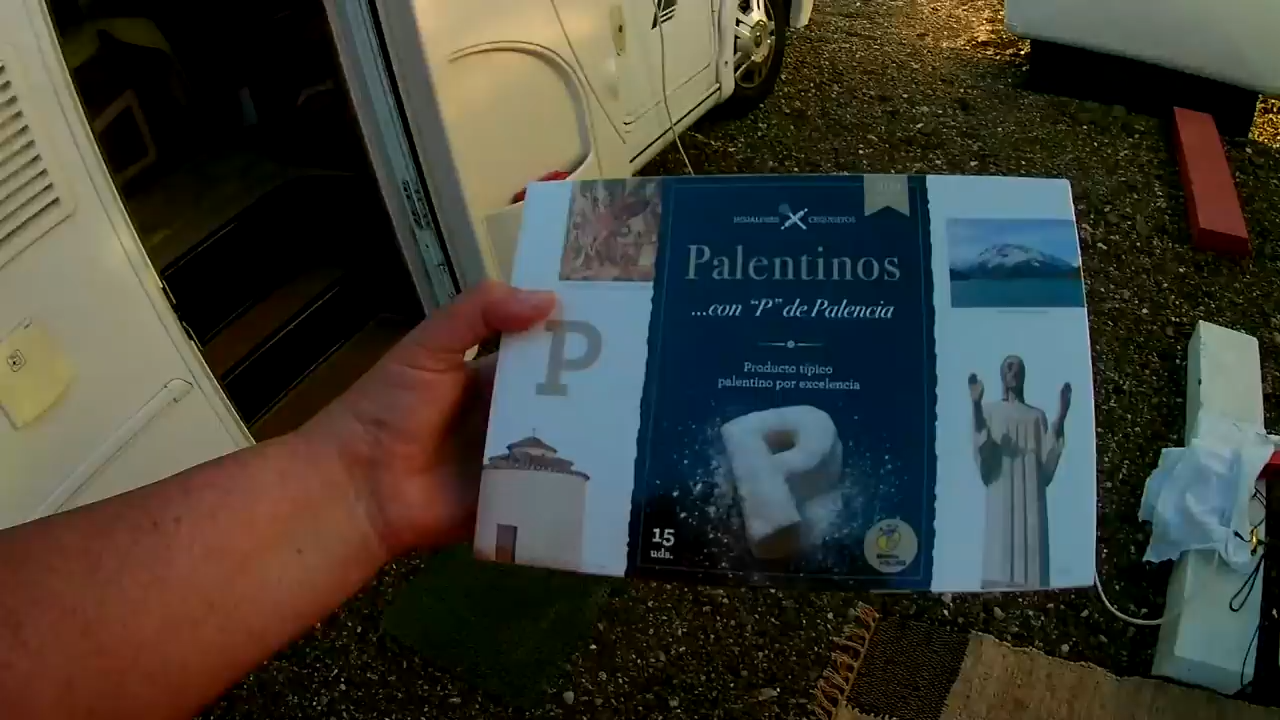 Palentinos
...con "P" de Palencia
Producto típico
palentino por excelencia
P
P
15
uds.